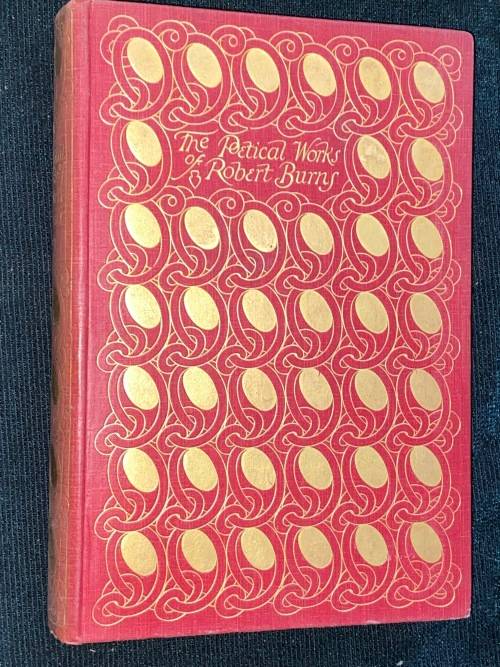 The Poetical Works
of Robert Burns